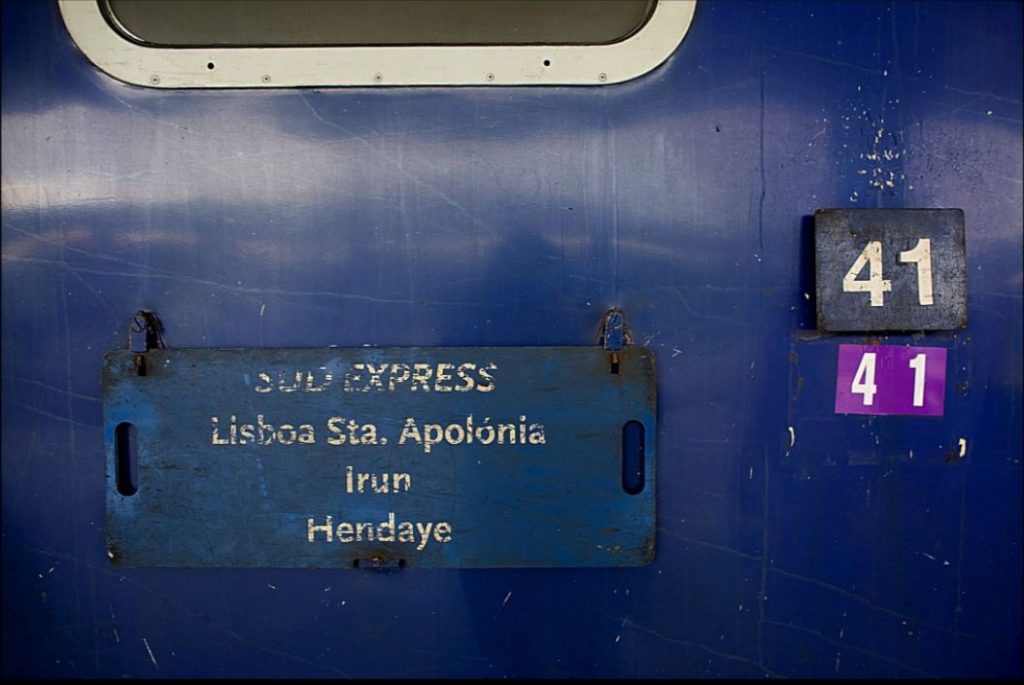 SUD EXPRESS
Lisboa Sta. Apolónia
Irun
Hendaye
41
41